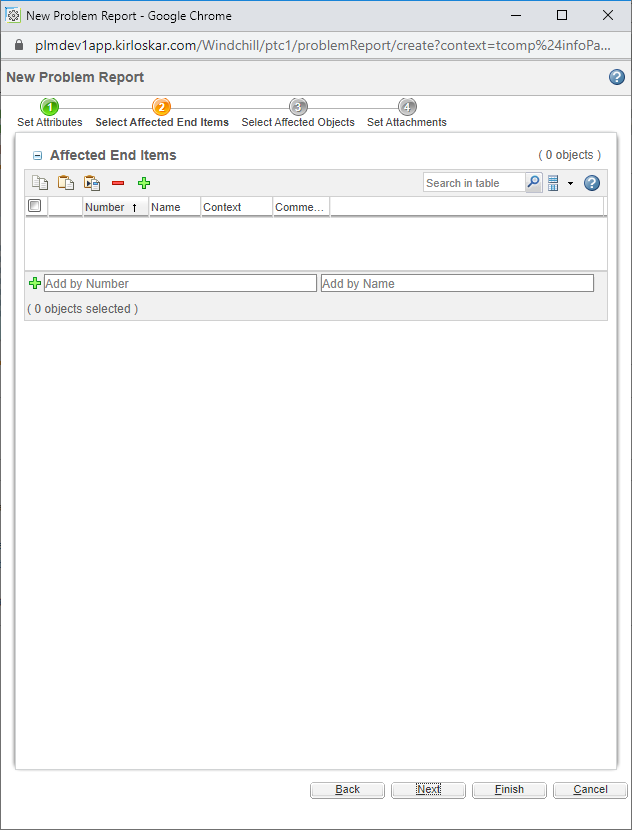 New Problem Report - Google Chrome
plmdev1app.kirloskar.com/Windchill/ptc1/problemReport/create?context=tcomp%24infoPa...
New Problem Report
?
1 2 3 4
Set Attributes Select Affected End Items Select Affected Objects Set Attachments
Affected End Items ( 0 objects )
Search in table ?
Number ↑ Name Context Comme...
Add by Number Add by Name
( 0 objects selected )
Back Next Finish Cancel